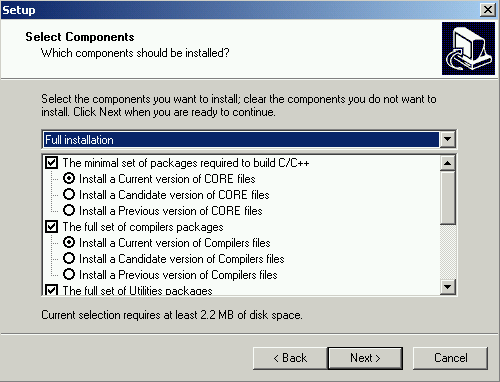 Setup
Select Components
Which components should be installed?
Select the components you want to install; clear the components you do not want to
install. Click Next when you are ready to continue.
Full installation
The minimal set of packages required to build C/C++
Install a Current version of CORE files
Install a Candidate version of CORE files
Install a Previous version of CORE files
The full set of compilers packages
Install a Current version of Compilers files
Install a Candidate version of Compilers files
Install a Previous version of Compilers files
The full set of Utilities packages
Current selection requires at least 2.2 MB of disk space.
< Back Next > Cancel